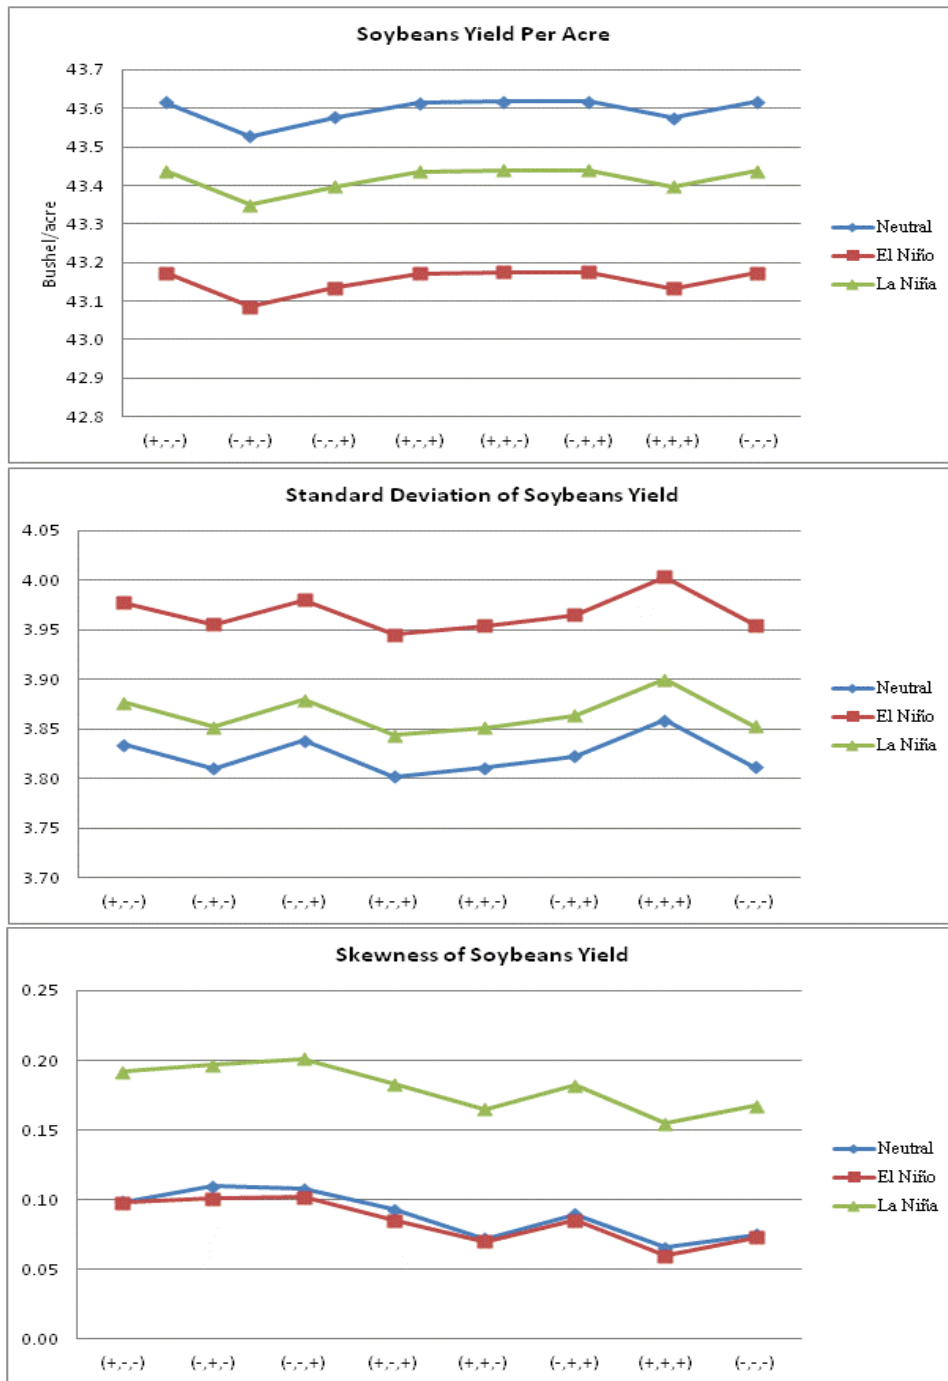 Soybeans Yield Per Acre
43.7
43.6
43.5
43.4
43.3
43.2
43.1
43.0
42.9
42.8
Bushel/acre
(+,-,-) (-,+,-) (-,-,+) (+,-,+) (+,+,-) (-,+,+) (+,+,+) (-,-,-)
Neutral
El Niño
La Niña
Standard Deviation of Soybeans Yield
4.05
4.00
3.95
3.90
3.85
3.80
3.75
3.70
(+,-,-) (-,+,-) (-,-,+) (+,-,+) (+,+,-) (-,+,+) (+,+,+) (-,-,-)
Neutral
El Niño
La Niña
Skewness of Soybeans Yield
0.25
0.20
0.15
0.10
0.05
0.00
(+,-,-) (-,+,-) (-,-,+) (+,-,+) (+,+,-) (-,+,+) (+,+,+) (-,-,-)
Neutral
El Niño
La Niña